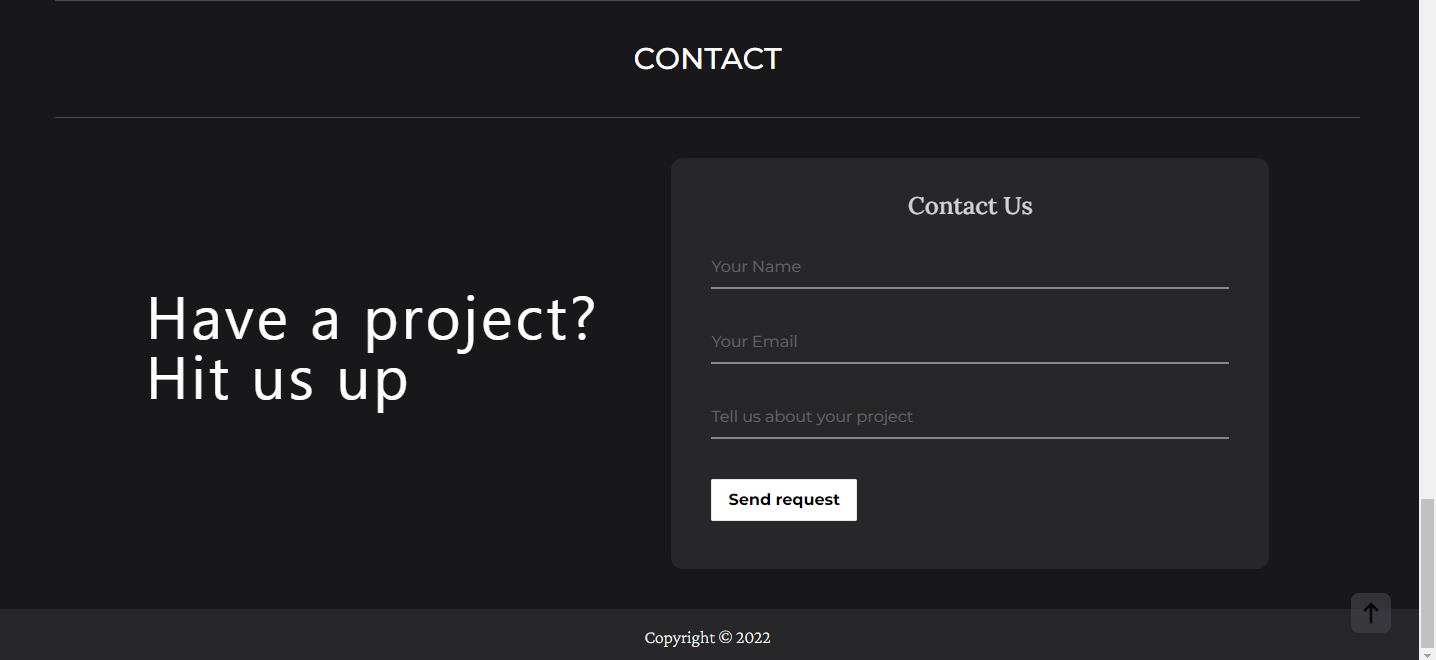 CONTACT
Have a project?
Hit us up
Contact Us
Your Name
Your Email
Tell us about your project
Send request
Copyright © 2022